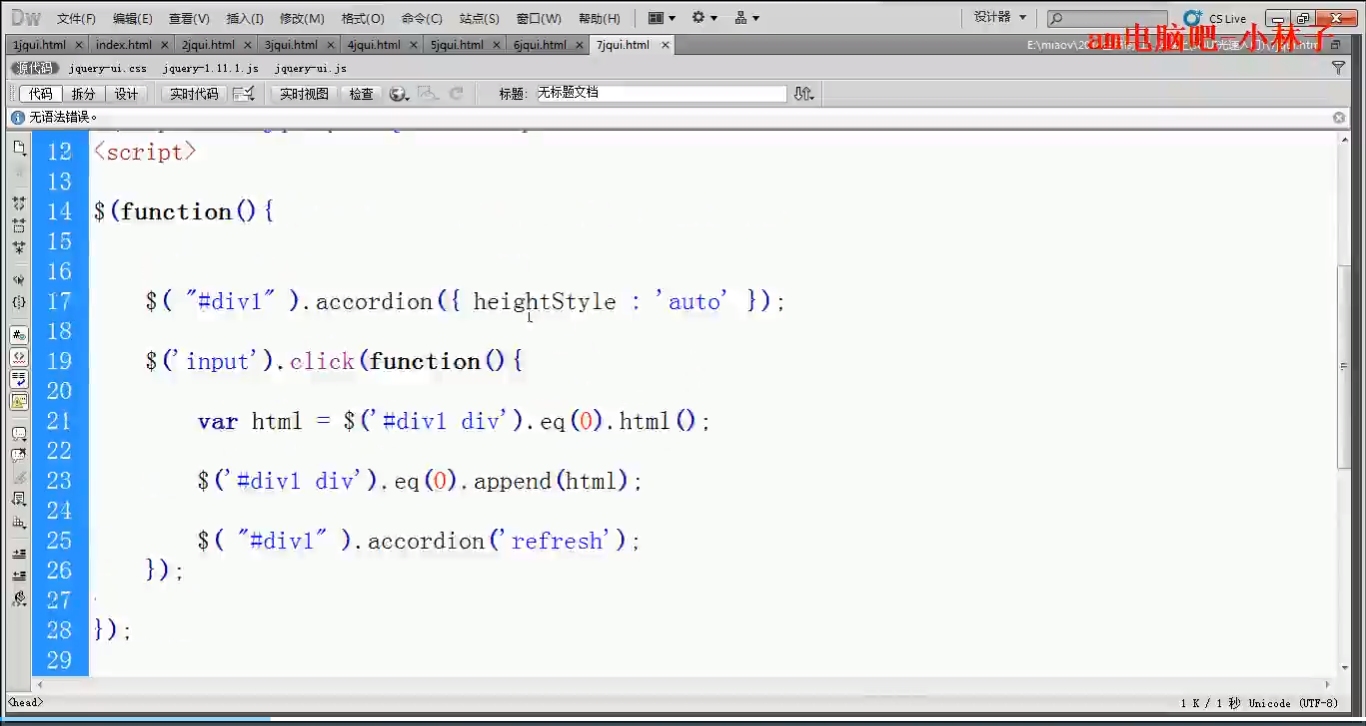 Dw 文件(F) 编辑(E) 查看(V) 插入(I) 修改(M) 格式(O) 命令(C) 站点(S) 窗口(W) 帮助(H) 设计器 CS Live
am电脑吧-小林子
1jqui.html × index.html × 2jqui.html × 3jqui.html × 4jqui.html × 5jqui.html × 6jqui.html × 7jqui.html ×
源代码 jquery-ui.css jquery-1.11.1.js jquery-ui.js
代码 拆分 设计 实时代码 实时视图 检查 标题: 无标题文档
无语法错误。
12 <script>
13
14 $(function(){
15
16
17 $( "#div1" ).accordion({ heightStyle : 'auto' });
18
19 $('input').click(function(){
20
21 var html = $('#div1 div').eq(0).html();
22
23 $('#div1 div').eq(0).append(html);
24
25 $( "#div1" ).accordion('refresh');
26 });
27
28 });
29
<head> 1 K / 1 秒 Unicode (UTF-8)